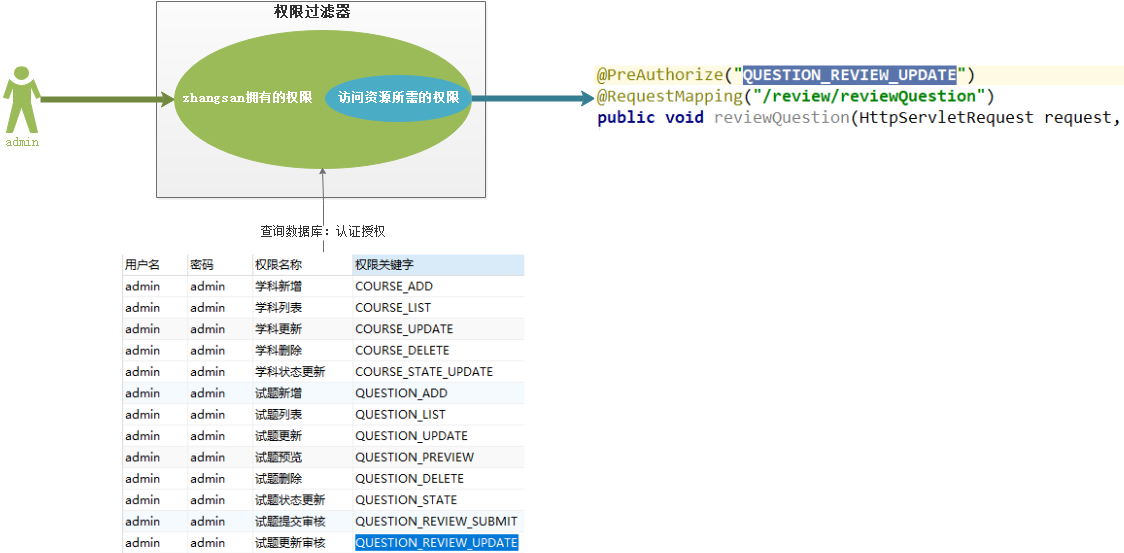 权限过滤器
admin
zhangsan拥有的权限
访问资源所需的权限
@PreAuthorize("QUESTION_REVIEW_UPDATE")
@RequestMapping("/review/reviewQuestion")
public void reviewQuestion(HttpServletRequest request,
查询数据库：认证授权
用户名 密码 权限名称 权限关键字
admin admin 学科新增 COURSE_ADD
admin admin 学科列表 COURSE_LIST
admin admin 学科更新 COURSE_UPDATE
admin admin 学科删除 COURSE_DELETE
admin admin 学科状态更新 COURSE_STATE_UPDATE
admin admin 试题新增 QUESTION_ADD
admin admin 试题列表 QUESTION_LIST
admin admin 试题更新 QUESTION_UPDATE
admin admin 试题预览 QUESTION_PREVIEW
admin admin 试题删除 QUESTION_DELETE
admin admin 试题状态更新 QUESTION_STATE
admin admin 试题提交审核 QUESTION_REVIEW_SUBMIT
admin admin 试题更新审核 QUESTION_REVIEW_UPDATE